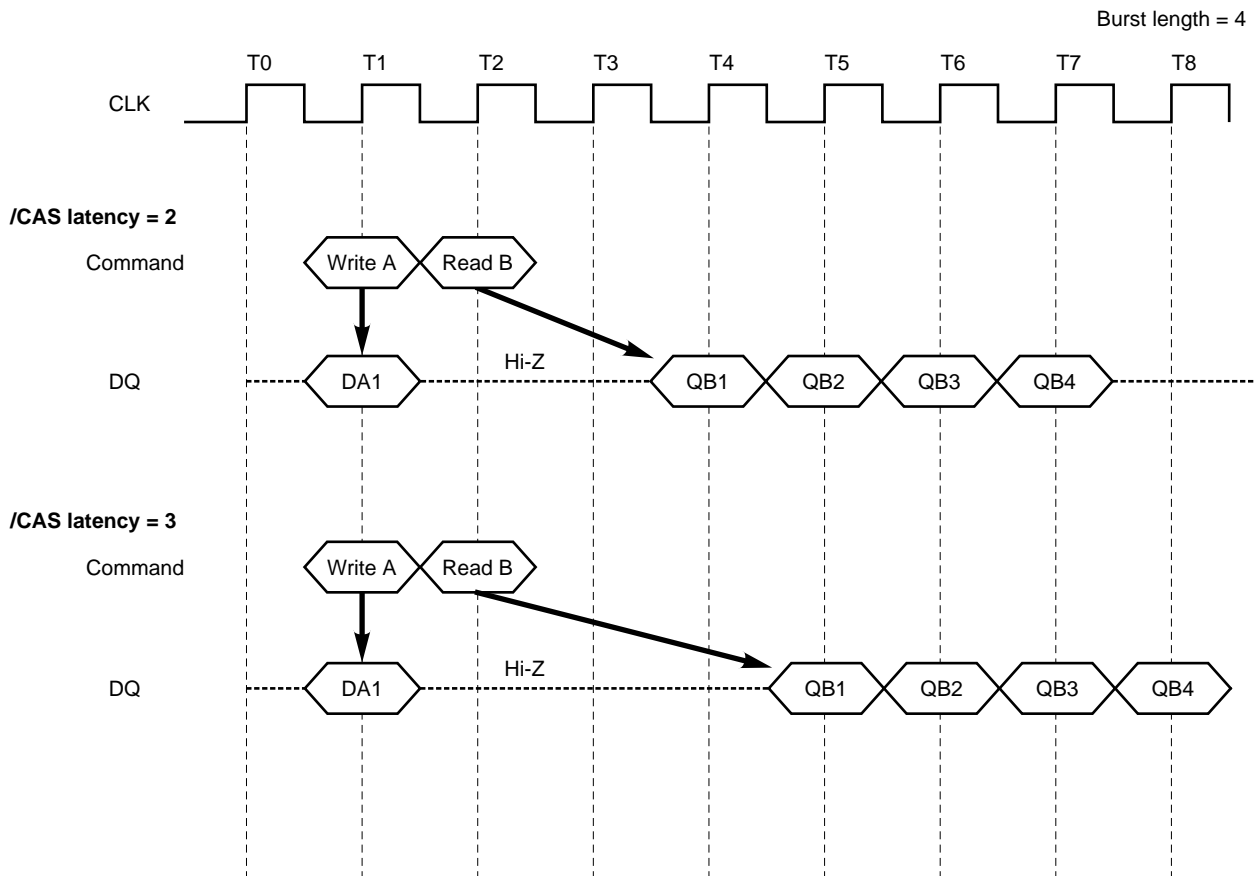 Burst length = 4
T0 T1 T2 T3 T4 T5 T6 T7 T8
CLK
/CAS latency = 2
Command Write A Read B
Hi-Z
DQ DA1 QB1 QB2 QB3 QB4
/CAS latency = 3
Command Write A Read B
Hi-Z
DQ DA1 QB1 QB2 QB3 QB4